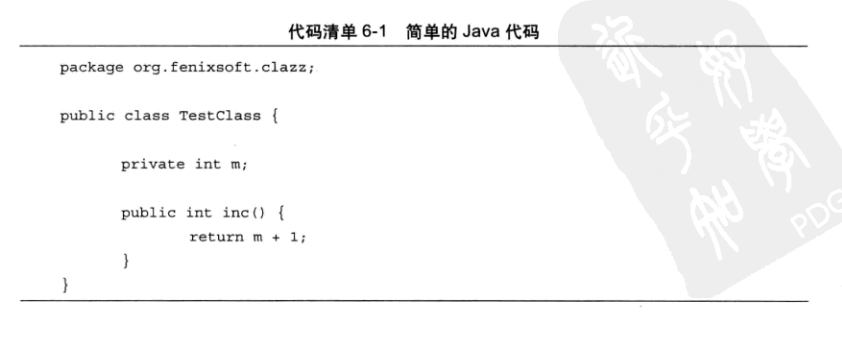 代码清单 6-1 简单的 Java 代码
package org.fenixsoft.clazz;
public class TestClass {
private int m;
public int inc() {
return m + 1;
}
}
PDG